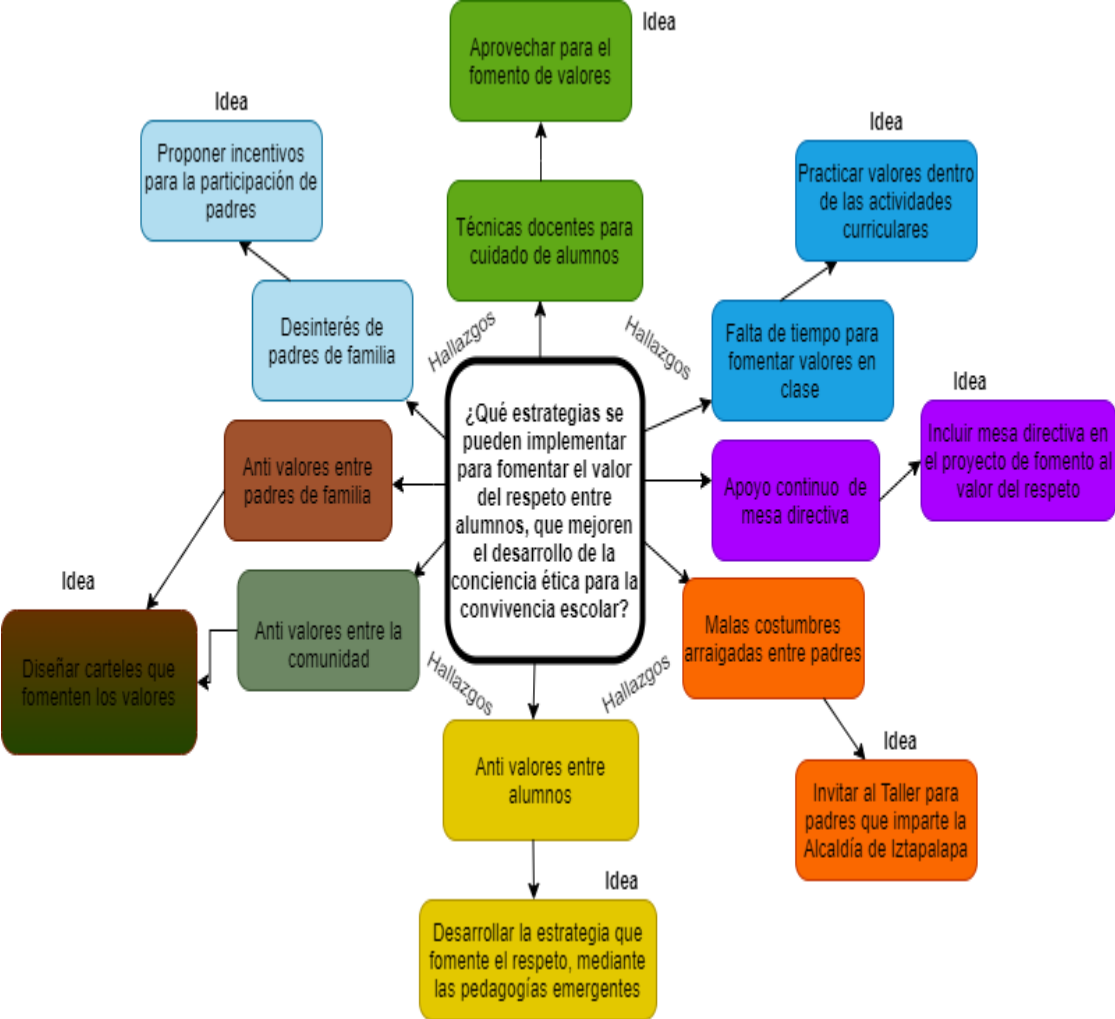 Idea
Aprovechar para el
fomento de valores
Idea
Proponer incentivos
para la participación de
padres
Idea
Practicar valores dentro
de las actividades
curriculares
Técnicas docentes para
cuidado de alumnos
Desinterés de
padres de familia
Hallazgos
Hallazgos
Falta de tiempo para
fomentar valores en
clase
¿Qué estrategias se
pueden implementar
para fomentar el valor
del respeto entre
alumnos, que mejoren
el desarrollo de la
conciencia ética para la
convivencia escolar?
Idea
Incluir mesa directiva en
el proyecto de fomento al
valor del respeto
Anti valores entre
padres de familia
Apoyo continuo de
mesa directiva
Idea
Diseñar carteles que
fomenten los valores
Anti valores entre la
comunidad
Malas costumbres
arraigadas entre padres
Hallazgos
Hallazgos
Anti valores entre
alumnos
Idea
Invitar al Taller para
padres que imparte la
Alcaldía de Iztapalapa
Idea
Desarrollar la estrategia que
fomente el respeto, mediante
las pedagogías emergentes